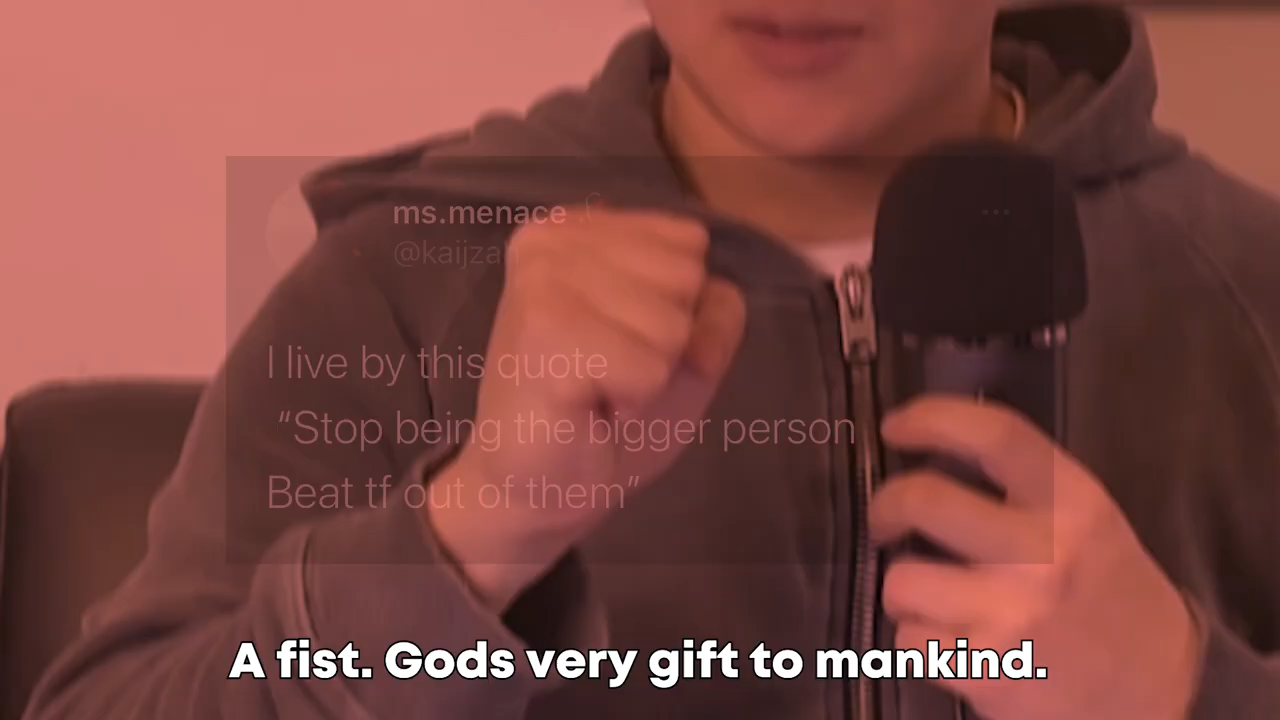 ms.menace
@kaijza
I live by this quote
“Stop being the bigger person
Beat tf out of them”
A fist. Gods very gift to mankind.